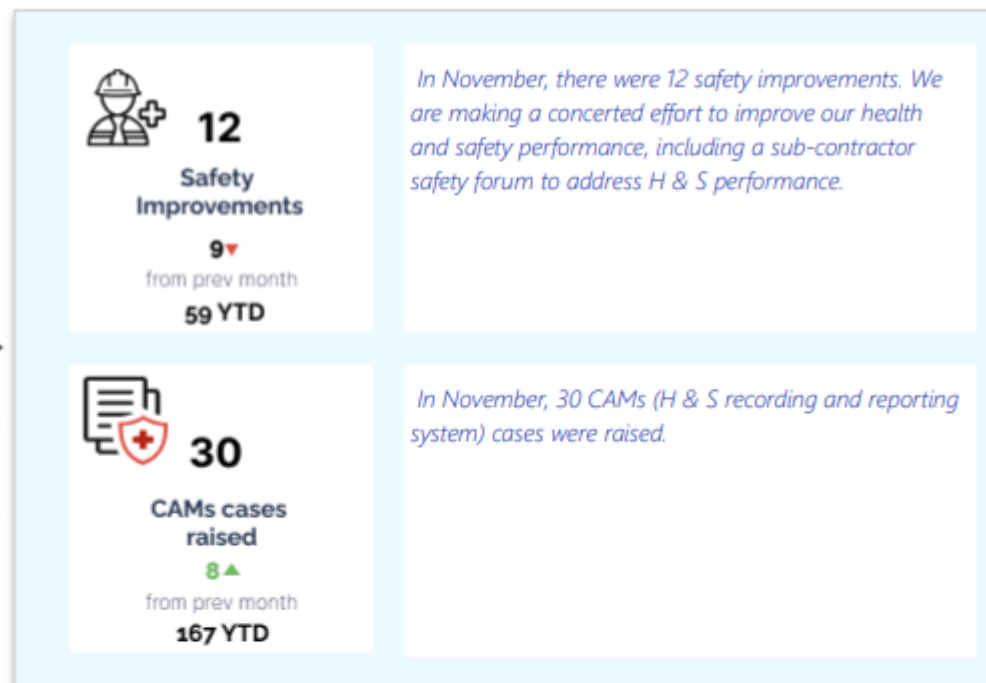 12
Safety
Improvements
9▼
from prev month
59 YTD
In November, there were 12 safety improvements. We
are making a concerted effort to improve our health
and safety performance, including a sub-contractor
safety forum to address H & S performance.
30
CAMs cases
raised
8▲
from prev month
167 YTD
In November, 30 CAMs (H & S recording and reporting
system) cases were raised.